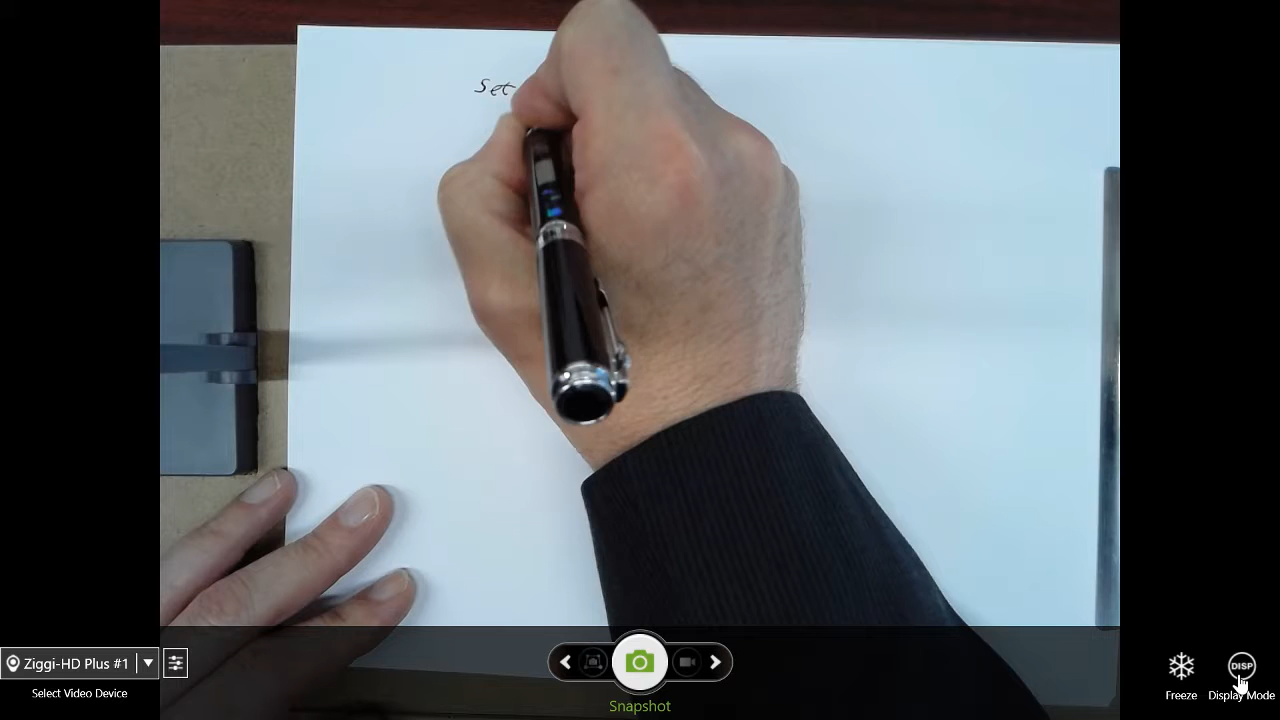 Set
Ziggi-HD Plus #1
Select Video Device
Snapshot
Freeze
DISP
Display Mode